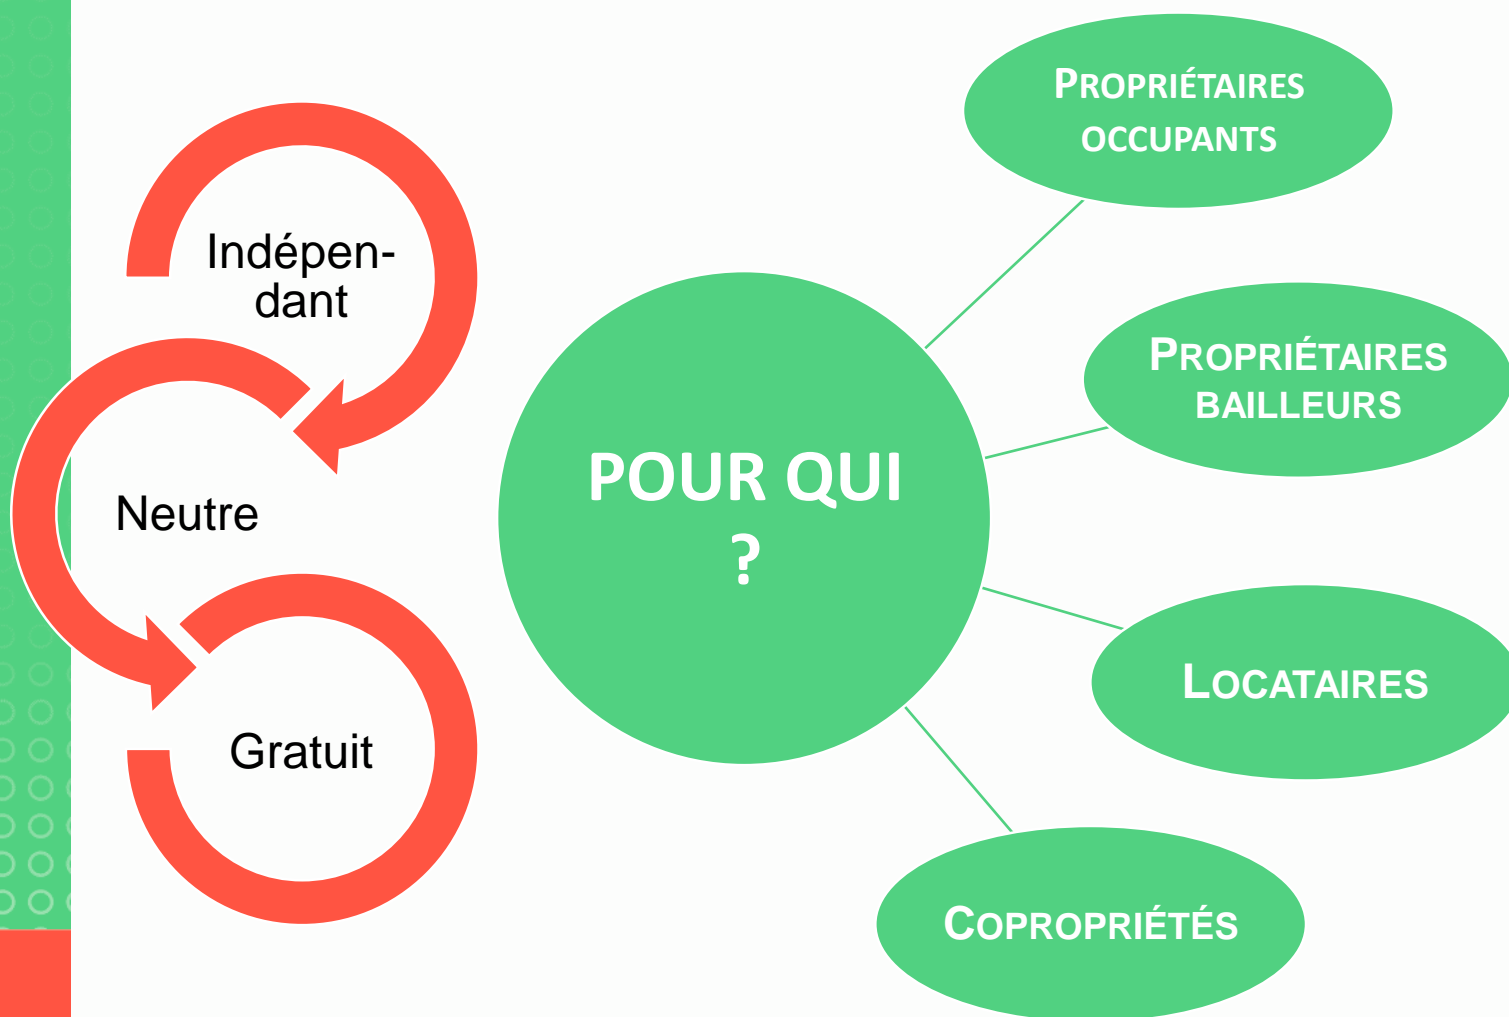 Indépen-
dant
Neutre
Gratuit
POUR QUI
?
PROPRIÉTAIRES
OCCUPANTS
PROPRIÉTAIRES
BAILLEURS
LOCATAIRES
COPROPRIÉTÉS